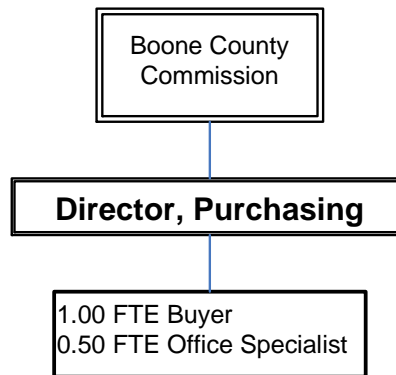 Boone County
Commission
Director, Purchasing
1.00 FTE Buyer
0.50 FTE Office Specialist